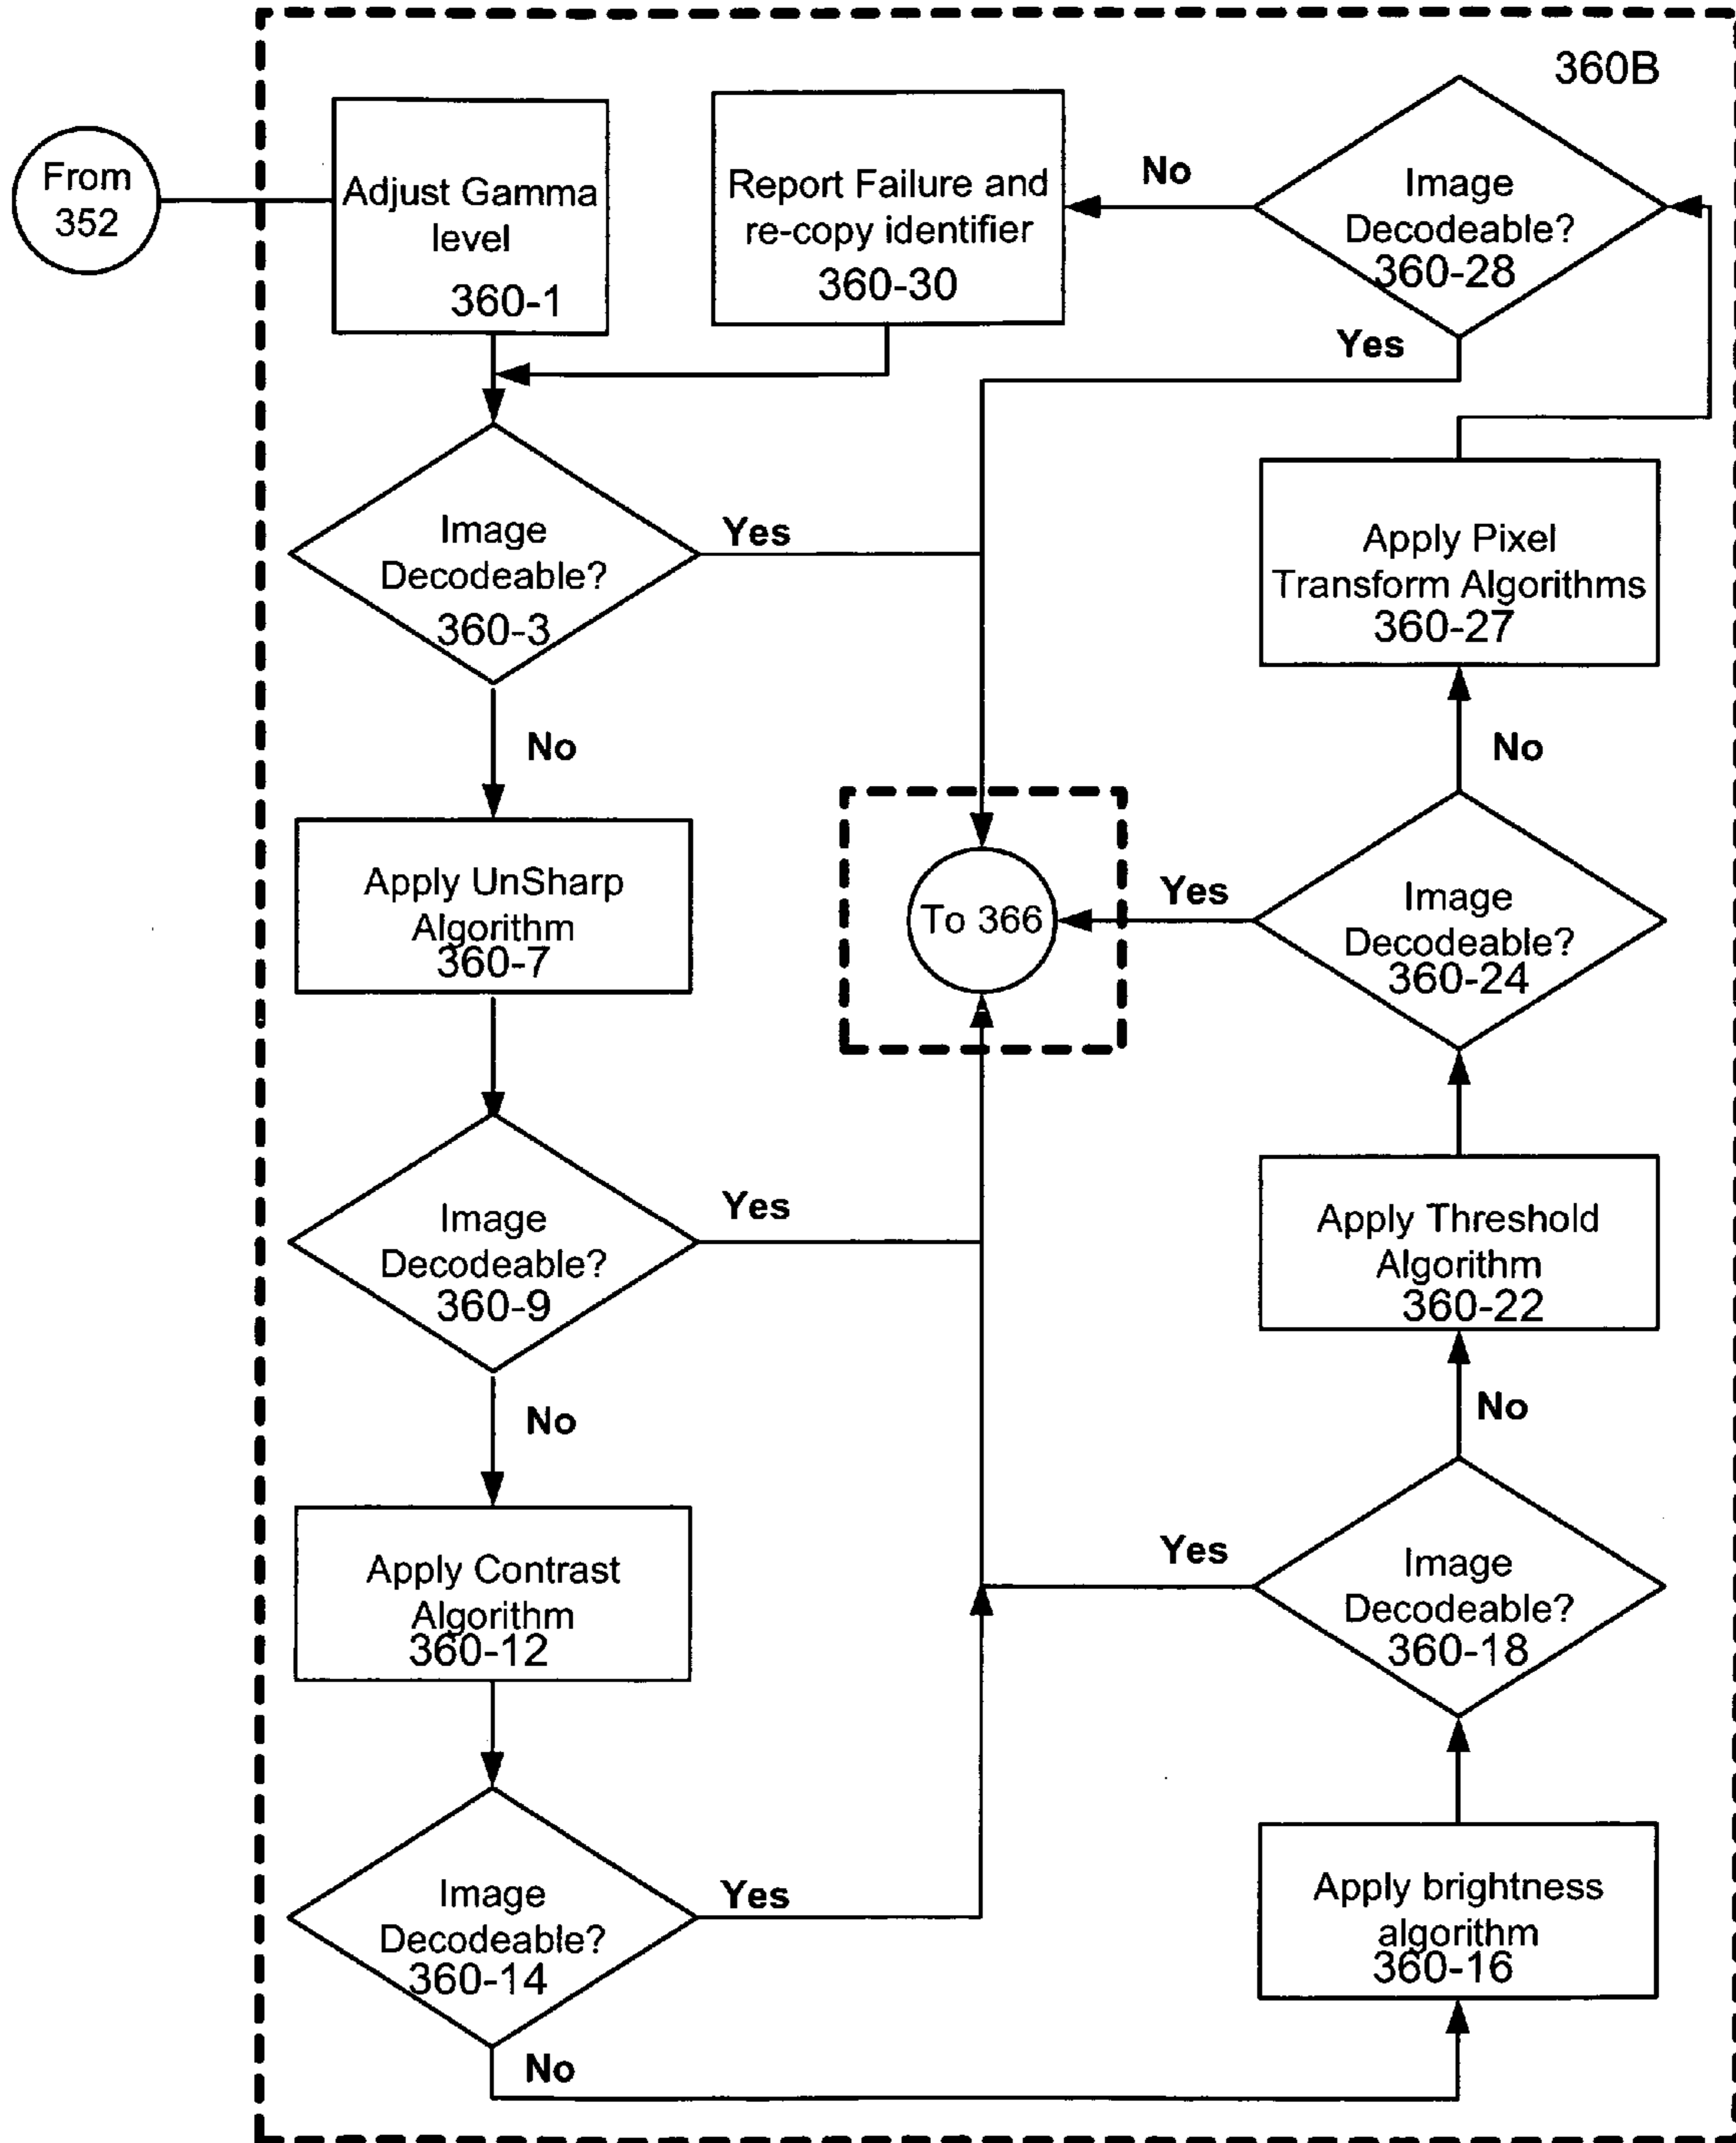 360B
From
352
Adjust Gamma
level
360-1
Report Failure and
re-copy identifier
360-30
No
Image
Decodeable?
360-28
Yes
Image
Decodeable?
360-3
Yes
No
Apply Pixel
Transform Algorithms
360-27
No
Apply UnSharp
Algorithm
360-7
To 366
Yes
Image
Decodeable?
360-24
Image
Decodeable?
360-9
Yes
No
Apply Threshold
Algorithm
360-22
No
Apply Contrast
Algorithm
360-12
Yes
Image
Decodeable?
360-18
Image
Decodeable?
360-14
Yes
No
Apply brightness
algorithm
360-16